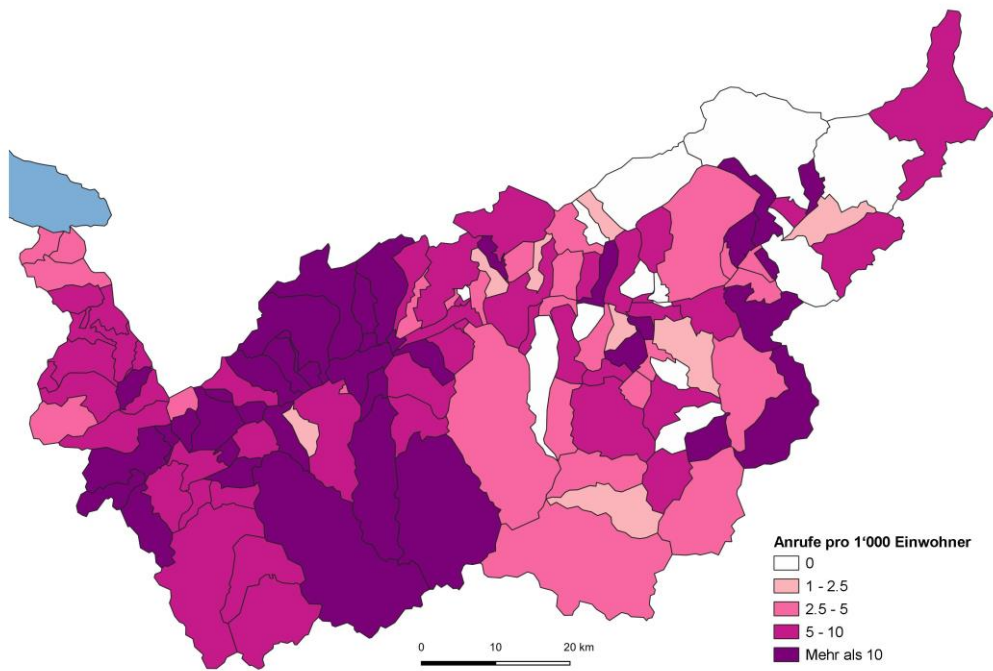 Anrufe pro 1‘000 Einwohner
0
1 - 2.5
2.5 - 5
5 - 10
Mehr als 10
0 10 20 km